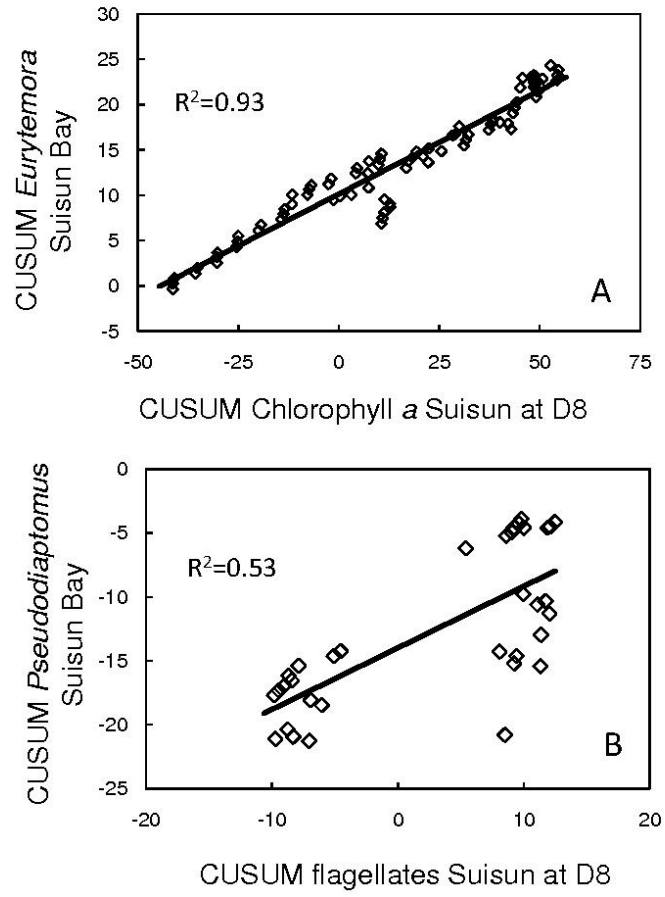 30
25
20
15
10
5
0
-5
CUSUM Eurytemora
Suisun Bay
R²=0.93
A
-50 -25 0 25 50 75
CUSUM Chlorophyll a Suisun at D8
0
-5
-10
-15
-20
-25
CUSUM Pseudodiaptomus
Suisun Bay
R²=0.53
B
-20 -10 0 10 20
CUSUM flagellates Suisun at D8